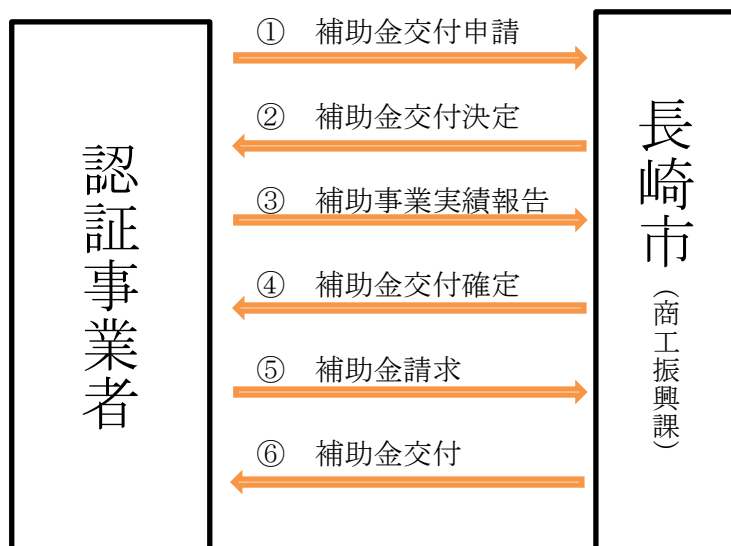 認証事業者
① 補助金交付申請
② 補助金交付決定
③ 補助事業実績報告
④ 補助金交付確定
⑤ 補助金請求
⑥ 補助金交付
長崎市(商工振興課)